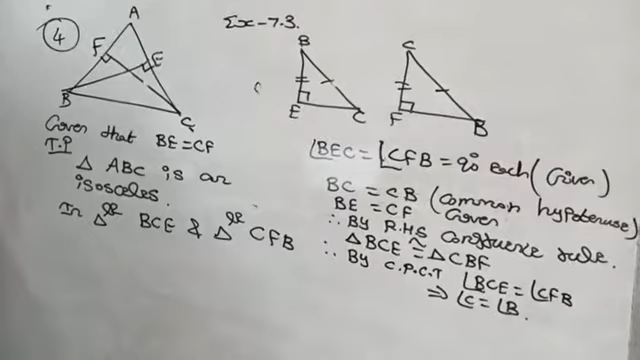 Ex-7.3.
4
A
F
E
B
C
B
E
C
C
F
B
Given that BE=CF
T.P
△ ABC is an
isosceles.
In △le BCE & △le CFB
∠BEC = ∠CFB = 90 each (Given)
BC = CB (Common hypotenuse)
BE = CF Given
∴ By R.H.S Congruence rule.
△BCE ≅ △CBF
∴ By C.P.C.T ∠BCE = ∠CFB
⇒ ∠C = ∠B.